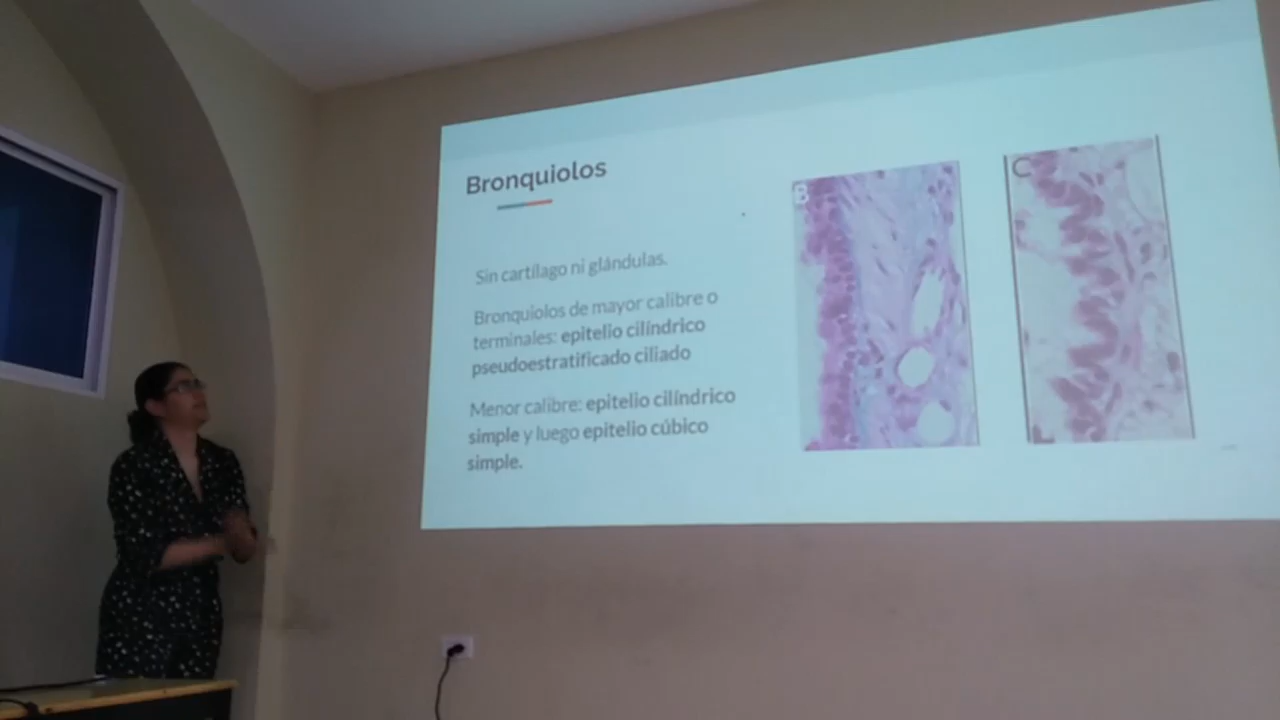 Bronquiolos
Sin cartílago ni glándulas.
Bronquiolos de mayor calibre o
terminales: epitelio cilíndrico
pseudoestratificado ciliado
Menor calibre: epitelio cilíndrico
simple y luego epitelio cúbico
simple.
B
C